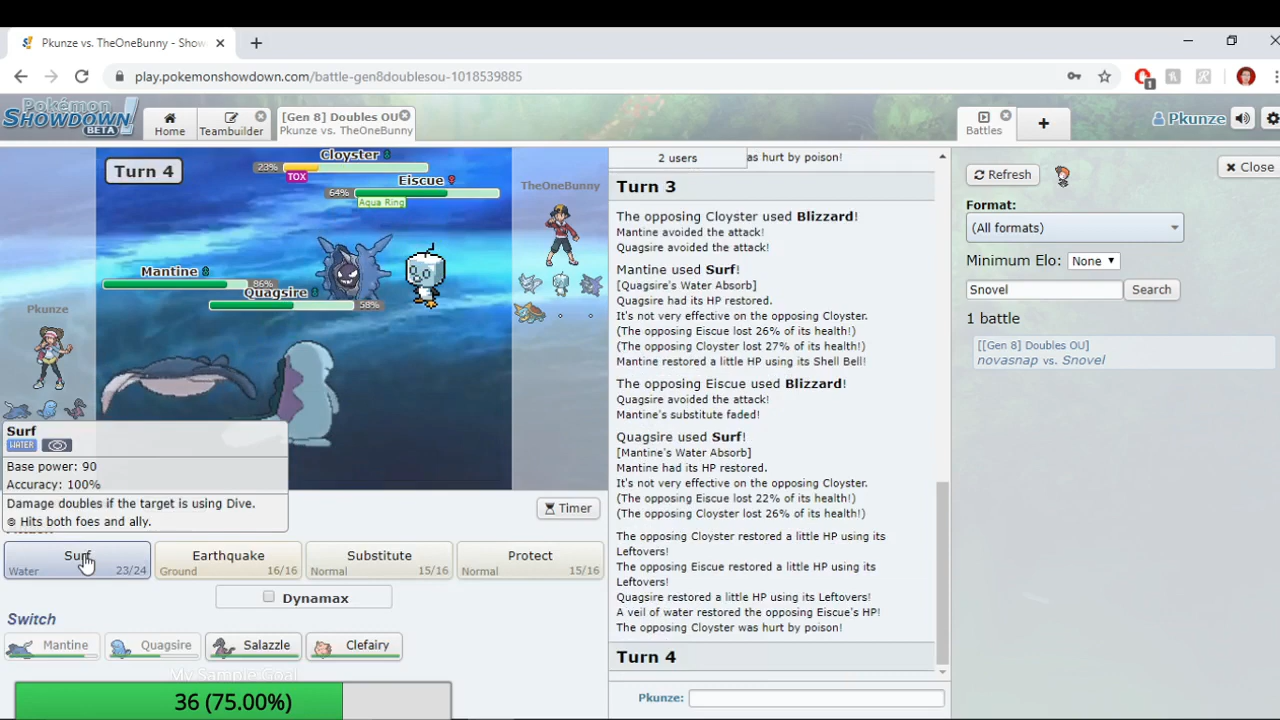 Pkunze vs. TheOneBunny - Show
play.pokemonshowdown.com/battle-gen8doublesou-1018539885
1
Pokémon
SHOWDOWN!
BETA
Home
Teambuilder
[Gen 8] Doubles OU
Pkunze vs. TheOneBunny
Battles
Pkunze
Turn 4
Cloyster
23%
TOX
Eiscue
64%
Aqua Ring
TheOneBunny
Mantine
86%
Quagsire
58%
Pkunze
Surf
WATER
Base power: 90
Accuracy: 100%
Damage doubles if the target is using Dive.
Hits both foes and ally.
Timer
Surf
Water 23/24
Earthquake
Ground 16/16
Substitute
Normal 15/16
Protect
Normal 15/16
Dynamax
Switch
Mantine
Quagsire
Salazzle
Clefairy
My Sample Goal
36 (75.00%)
2 users
as hurt by poison!
Turn 3
The opposing Cloyster used Blizzard!
Mantine avoided the attack!
Quagsire avoided the attack!
Mantine used Surf!
[Quagsire's Water Absorb]
Quagsire had its HP restored.
It's not very effective on the opposing Cloyster.
(The opposing Eiscue lost 26% of its health!)
(The opposing Cloyster lost 27% of its health!)
Mantine restored a little HP using its Shell Bell!
The opposing Eiscue used Blizzard!
Quagsire avoided the attack!
Mantine's substitute faded!
Quagsire used Surf!
[Mantine's Water Absorb]
Mantine had its HP restored.
It's not very effective on the opposing Cloyster.
(The opposing Eiscue lost 22% of its health!)
(The opposing Cloyster lost 26% of its health!)
The opposing Cloyster restored a little HP using its
Leftovers!
The opposing Eiscue restored a little HP using its
Leftovers!
Quagsire restored a little HP using its Leftovers!
A veil of water restored the opposing Eiscue's HP!
The opposing Cloyster was hurt by poison!
Turn 4
Pkunze:
Refresh
Close
Format:
(All formats)
Minimum Elo: None
Snovel
Search
1 battle
[[Gen 8] Doubles OU]
novasnap vs. Snovel